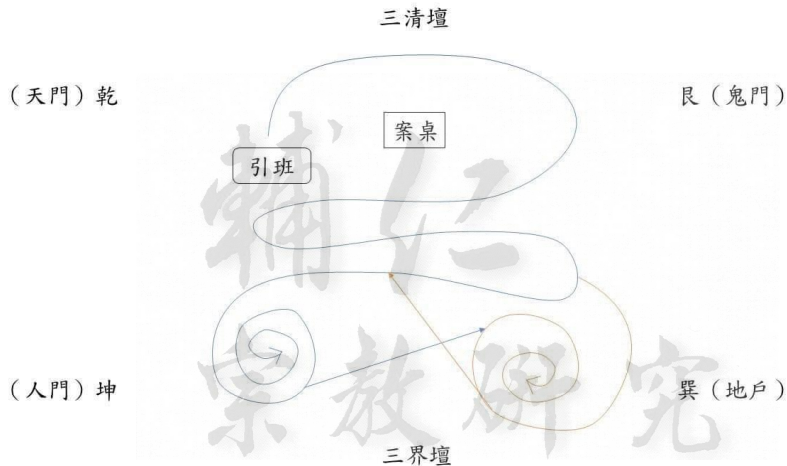 三清壇
（天門）乾
艮（鬼門）
案桌
引班
輔仁
宗教研究
（人門）坤
巽（地戶）
三界壇